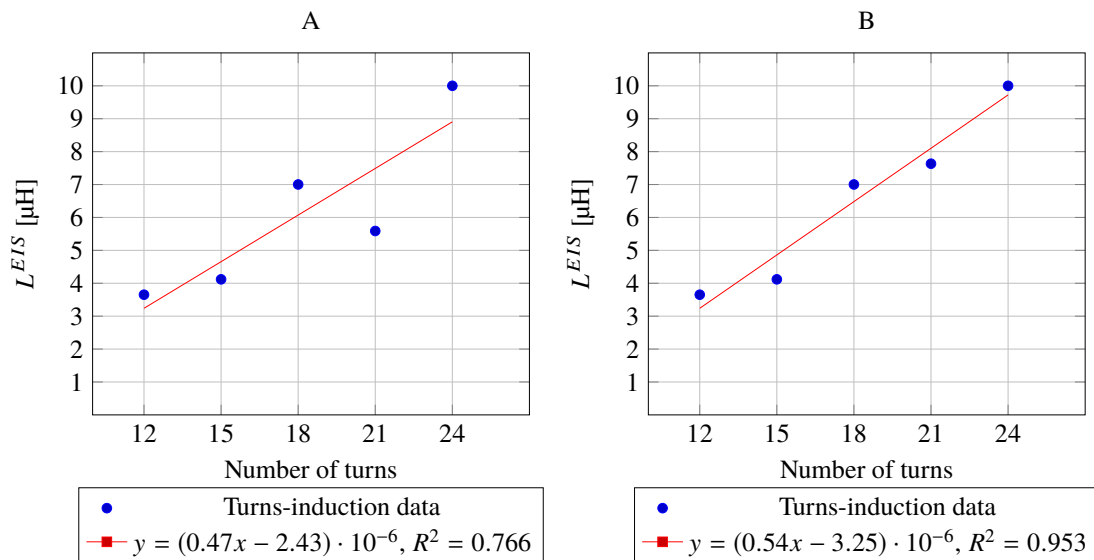 A
10
9
8
7
6
5
4
3
2
1
L^{EIS} [µH]
12 15 18 21 24
Number of turns
Turns-induction data
y = (0.47x − 2.43) · 10^{−6}, R^2 = 0.766
B
10
9
8
7
6
5
4
3
2
1
L^{EIS} [µH]
12 15 18 21 24
Number of turns
Turns-induction data
y = (0.54x − 3.25) · 10^{−6}, R^2 = 0.953